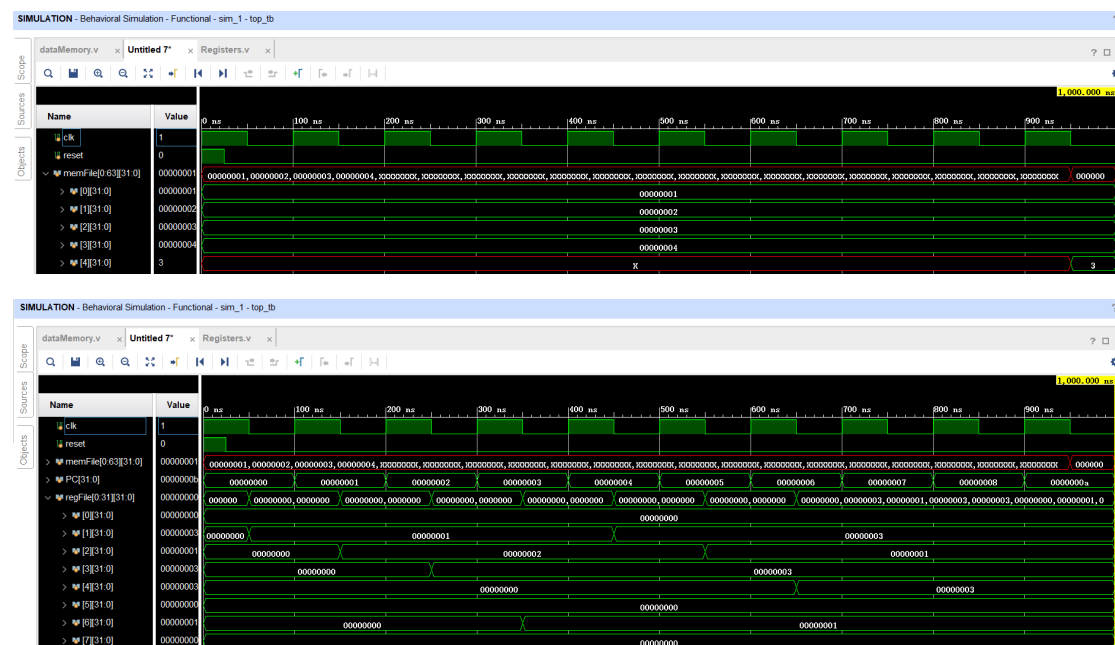 SIMULATION - Behavioral Simulation - Functional - sim_1 - top_tb
dataMemory.v × Untitled 7* × Registers.v ×
Scope
Sources
Objects
1,000.000 ns
Name Value 0 ns 100 ns 200 ns 300 ns 400 ns 500 ns 600 ns 700 ns 800 ns 900 ns
clk 1
reset 0
memFile[0:63][31:0] 00000001 00000001,00000002,00000003,00000004,XXXXXXXX,XXXXXXXX,XXXXXXXX,XXXXXXXX,XXXXXXXX,XXXXXXXX,XXXXXXXX,XXXXXXXX,XXXXXXXX,XXXXXXXX,XXXXXXXX,XXXXXXXX,XXXXXXXX,XXXXXXXX 000000
[0][31:0] 00000001 00000001
[1][31:0] 00000002 00000002
[2][31:0] 00000003 00000003
[3][31:0] 00000004 00000004
[4][31:0] 3 X 3
SIMULATION - Behavioral Simulation - Functional - sim_1 - top_tb
dataMemory.v × Untitled 7* × Registers.v ×
Scope
Sources
Objects
1,000.000 ns
Name Value 0 ns 100 ns 200 ns 300 ns 400 ns 500 ns 600 ns 700 ns 800 ns 900 ns
clk 1
reset 0
memFile[0:63][31:0] 00000001 00000001,00000002,00000003,00000004,XXXXXXXX,XXXXXXXX,XXXXXXXX,XXXXXXXX,XXXXXXXX,XXXXXXXX,XXXXXXXX,XXXXXXXX,XXXXXXXX,XXXXXXXX,XXXXXXXX,XXXXXXXX,XXXXXXXX,XXXXXXXX 000000
PC[31:0] 0000000b 00000000 00000001 00000002 00000003 00000004 00000005 00000006 00000007 00000008 0000000a
regFile[0:31][31:0] 00000000 000000 00000000,0000000 00000000,0000000 00000000,0000000 00000000,0000000 00000000,0000000 00000000,0000000 00000000,00000003,00000001,00000003,00000003,00000000,00000001,0
[0][31:0] 00000000 00000000
[1][31:0] 00000003 00000000 00000001 00000003
[2][31:0] 00000001 00000000 00000002 00000001
[3][31:0] 00000003 00000000 00000003
[4][31:0] 00000003 00000000 00000003
[5][31:0] 00000000 00000000
[6][31:0] 00000001 00000000 00000001
[7][31:0] 00000000 00000000